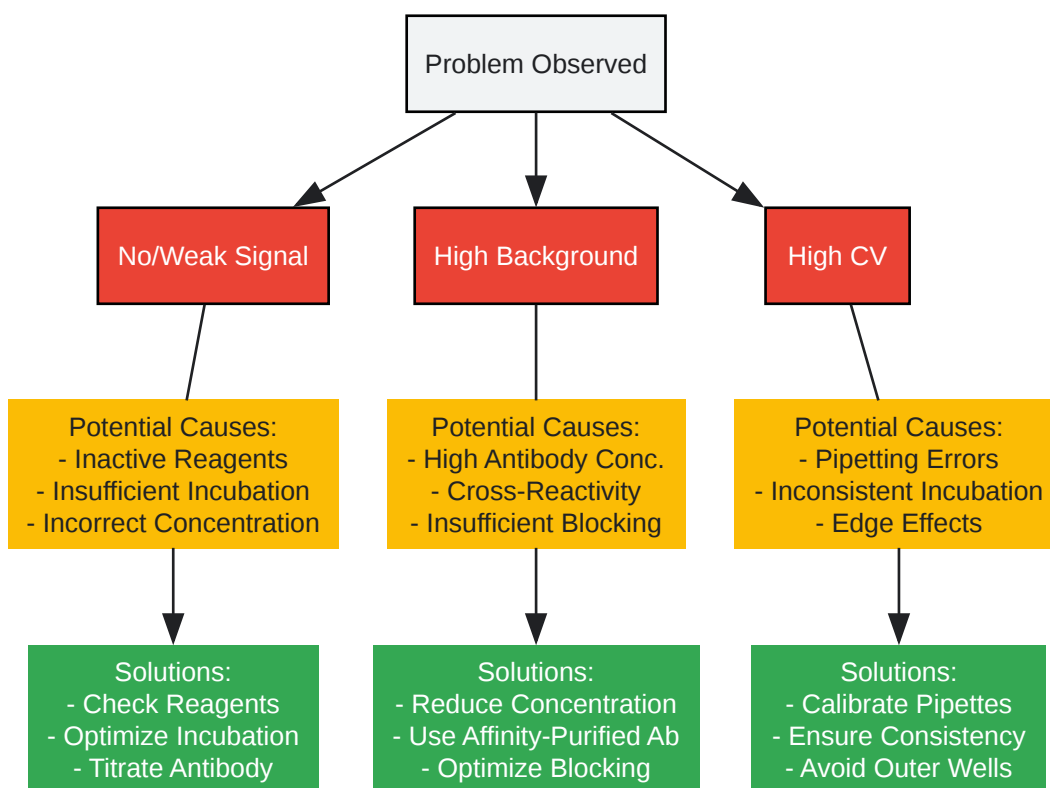 Problem Observed
No/Weak Signal
High Background
High CV
Potential Causes:
- Inactive Reagents
- Insufficient Incubation
- Incorrect Concentration
Potential Causes:
- High Antibody Conc.
- Cross-Reactivity
- Insufficient Blocking
Potential Causes:
- Pipetting Errors
- Inconsistent Incubation
- Edge Effects
Solutions:
- Check Reagents
- Optimize Incubation
- Titrate Antibody
Solutions:
- Reduce Concentration
- Use Affinity-Purified Ab
- Optimize Blocking
Solutions:
- Calibrate Pipettes
- Ensure Consistency
- Avoid Outer Wells